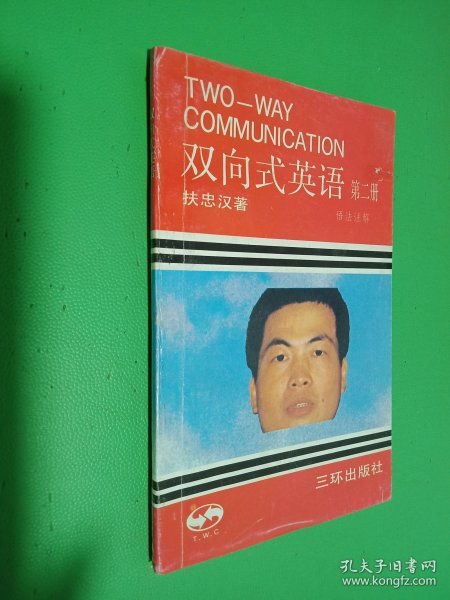 TWO—WAY
COMMUNICATION
双向式英语 第二册
扶忠汉著
语法注解
三环出版社
T.W.C
孔夫子旧书网
www.kongfz.com